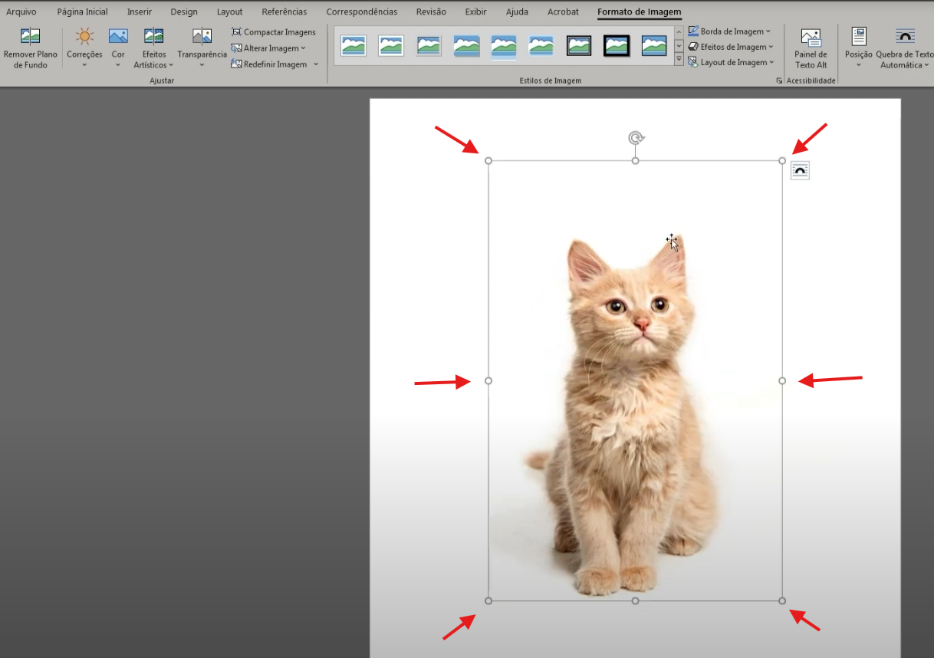 Arquivo Página Inicial Inserir Design Layout Referências Correspondências Revisão Exibir Ajuda Acrobat Formato de Imagem
Remover Plano
de Fundo
Correções
Cor
Efeitos
Artísticos
Transparência
Compactar Imagens
Alterar Imagem
Redefinir Imagem
Ajustar
Estilos de Imagem
Borda de Imagem
Efeitos de Imagem
Layout de Imagem
Painel de
Texto Alt
Acessibilidade
Posição
Quebra de Texto
Automática